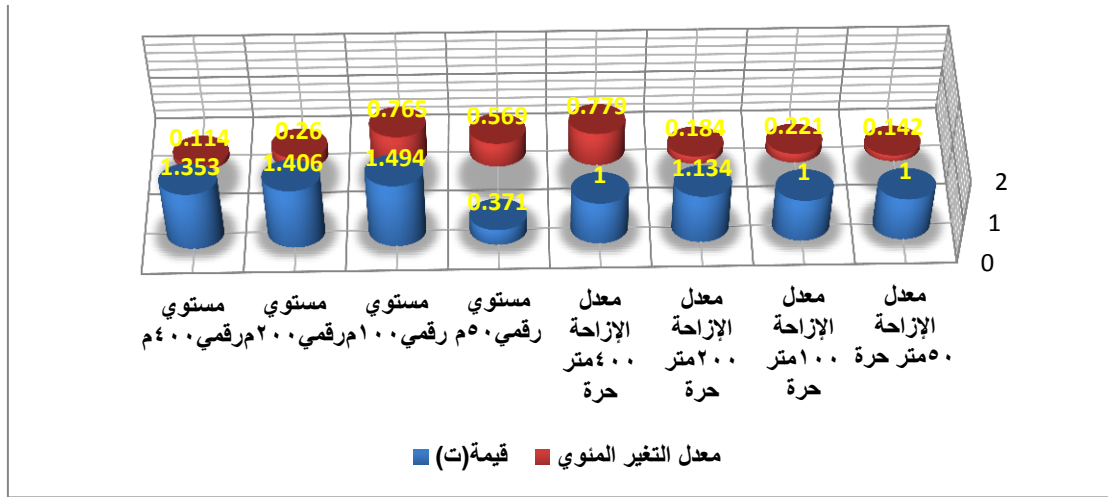 0.142
0.221
0.184
0.779
0.569
0.765
0.26
0.114
1
1
1.134
1
0.371
1.494
1.406
1.353
2
1
0
معدل
الإزاحة
٥٠متر حرة
معدل
الإزاحة
١٠٠متر
حرة
معدل
الإزاحة
٢٠٠متر
حرة
معدل
الإزاحة
٤٠٠متر
حرة
مستوي
رقمي٥٠م
مستوي
رقمي١٠٠م
مستوي
رقمي٢٠٠م
مستوي
رقمي٤٠٠م
معدل التغير المئوي
قيمة(ت)